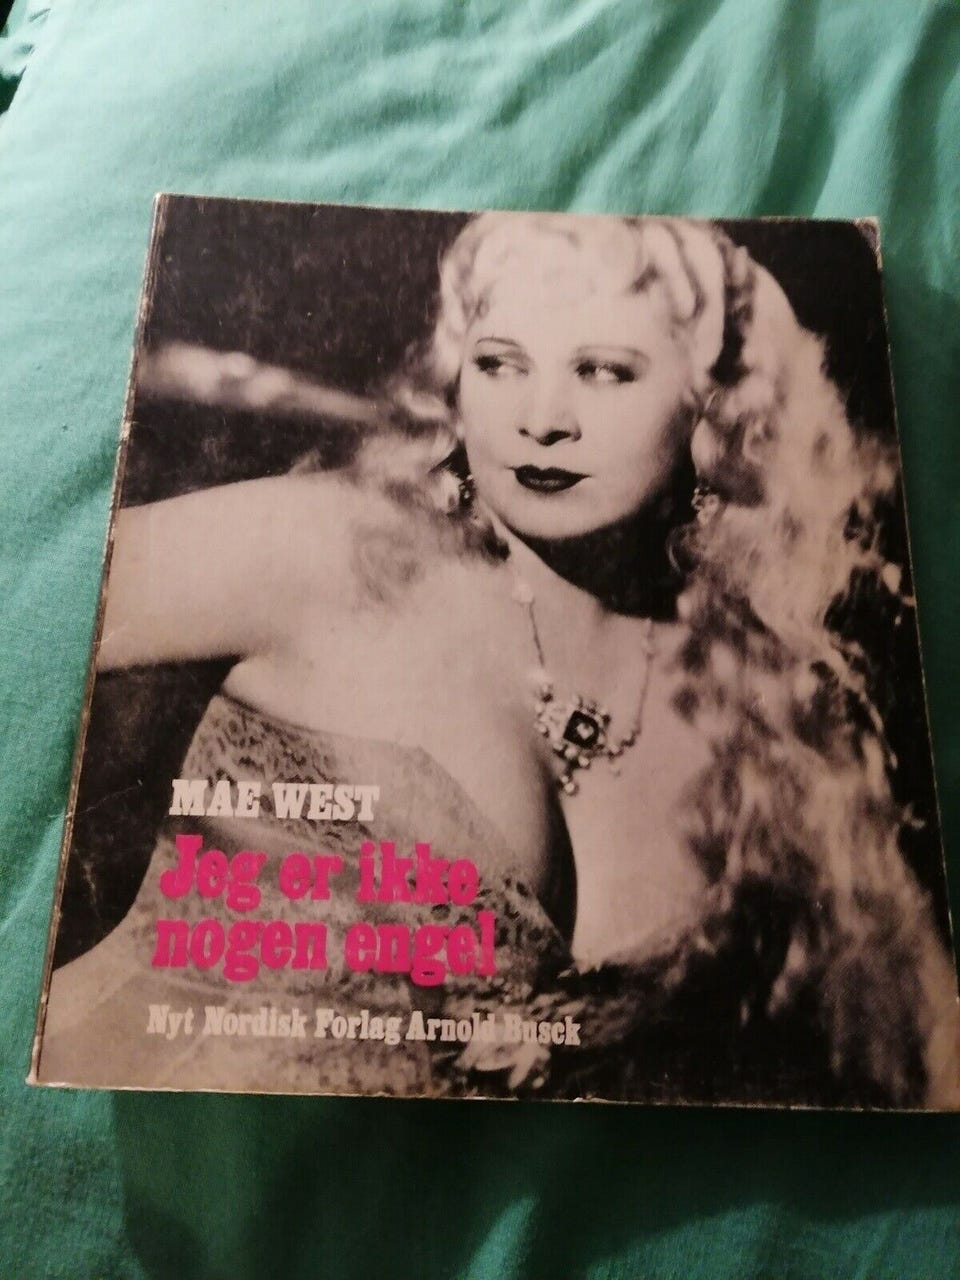 MAE WEST
Jeg er ikke
nogen engel
Nyt Nordisk Forlag Arnold Busck